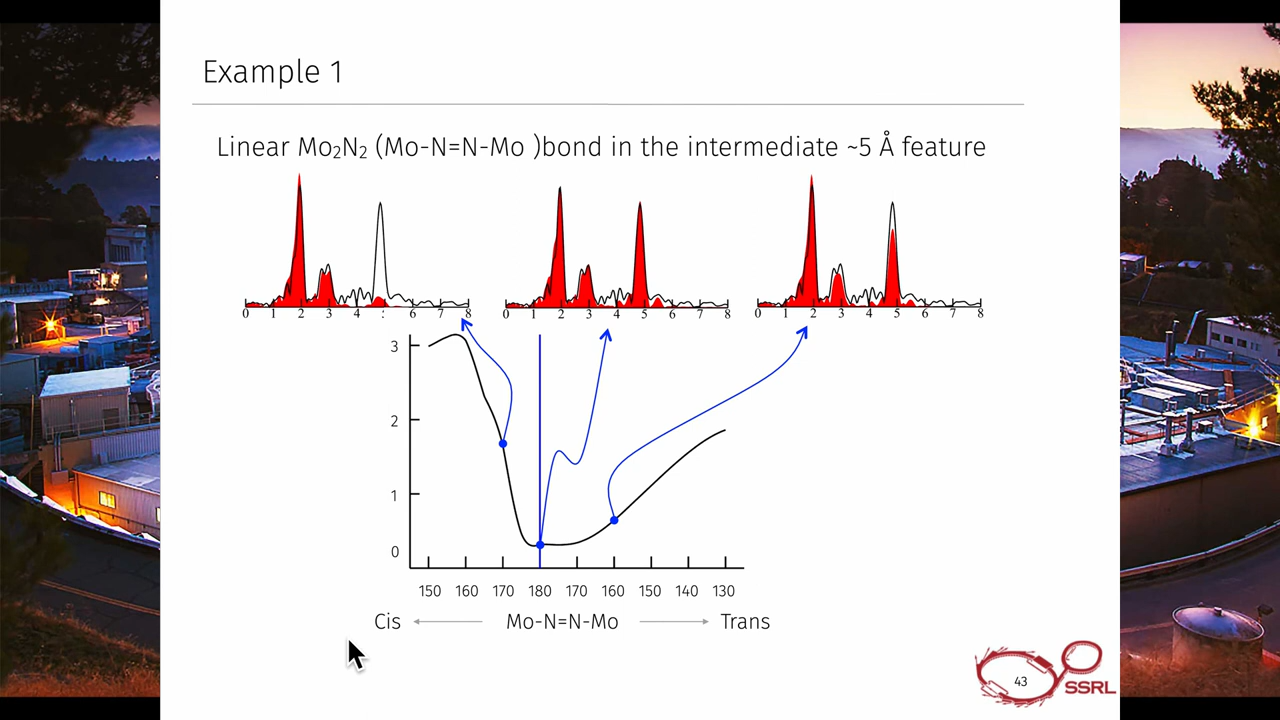 Example 1
Linear Mo₂N₂ (Mo-N=N-Mo )bond in the intermediate ~5 Å feature
0 1 2 3 4 : 6 7 8
0 1 2 3 4 5 6 7 8
0 1 2 3 4 5 6 7 8
3
2
1
0
150 160 170 180 170 160 150 140 130
Cis Mo-N=N-Mo Trans
43
SSRL